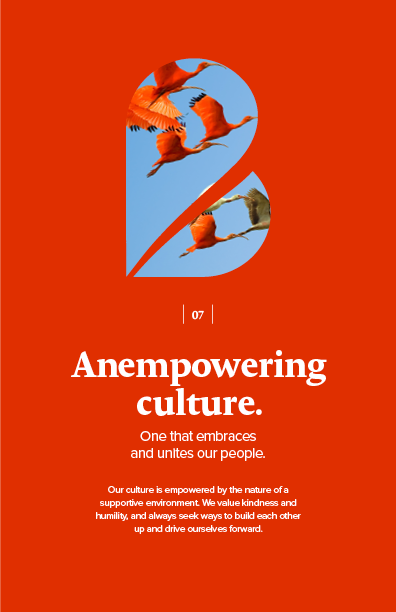 07
Anempowering
culture.
One that embraces
and unites our people.
Our culture is empowered by the nature of a
supportive environment. We value kindness and
humility, and always seek ways to build each other
up and drive ourselves forward.